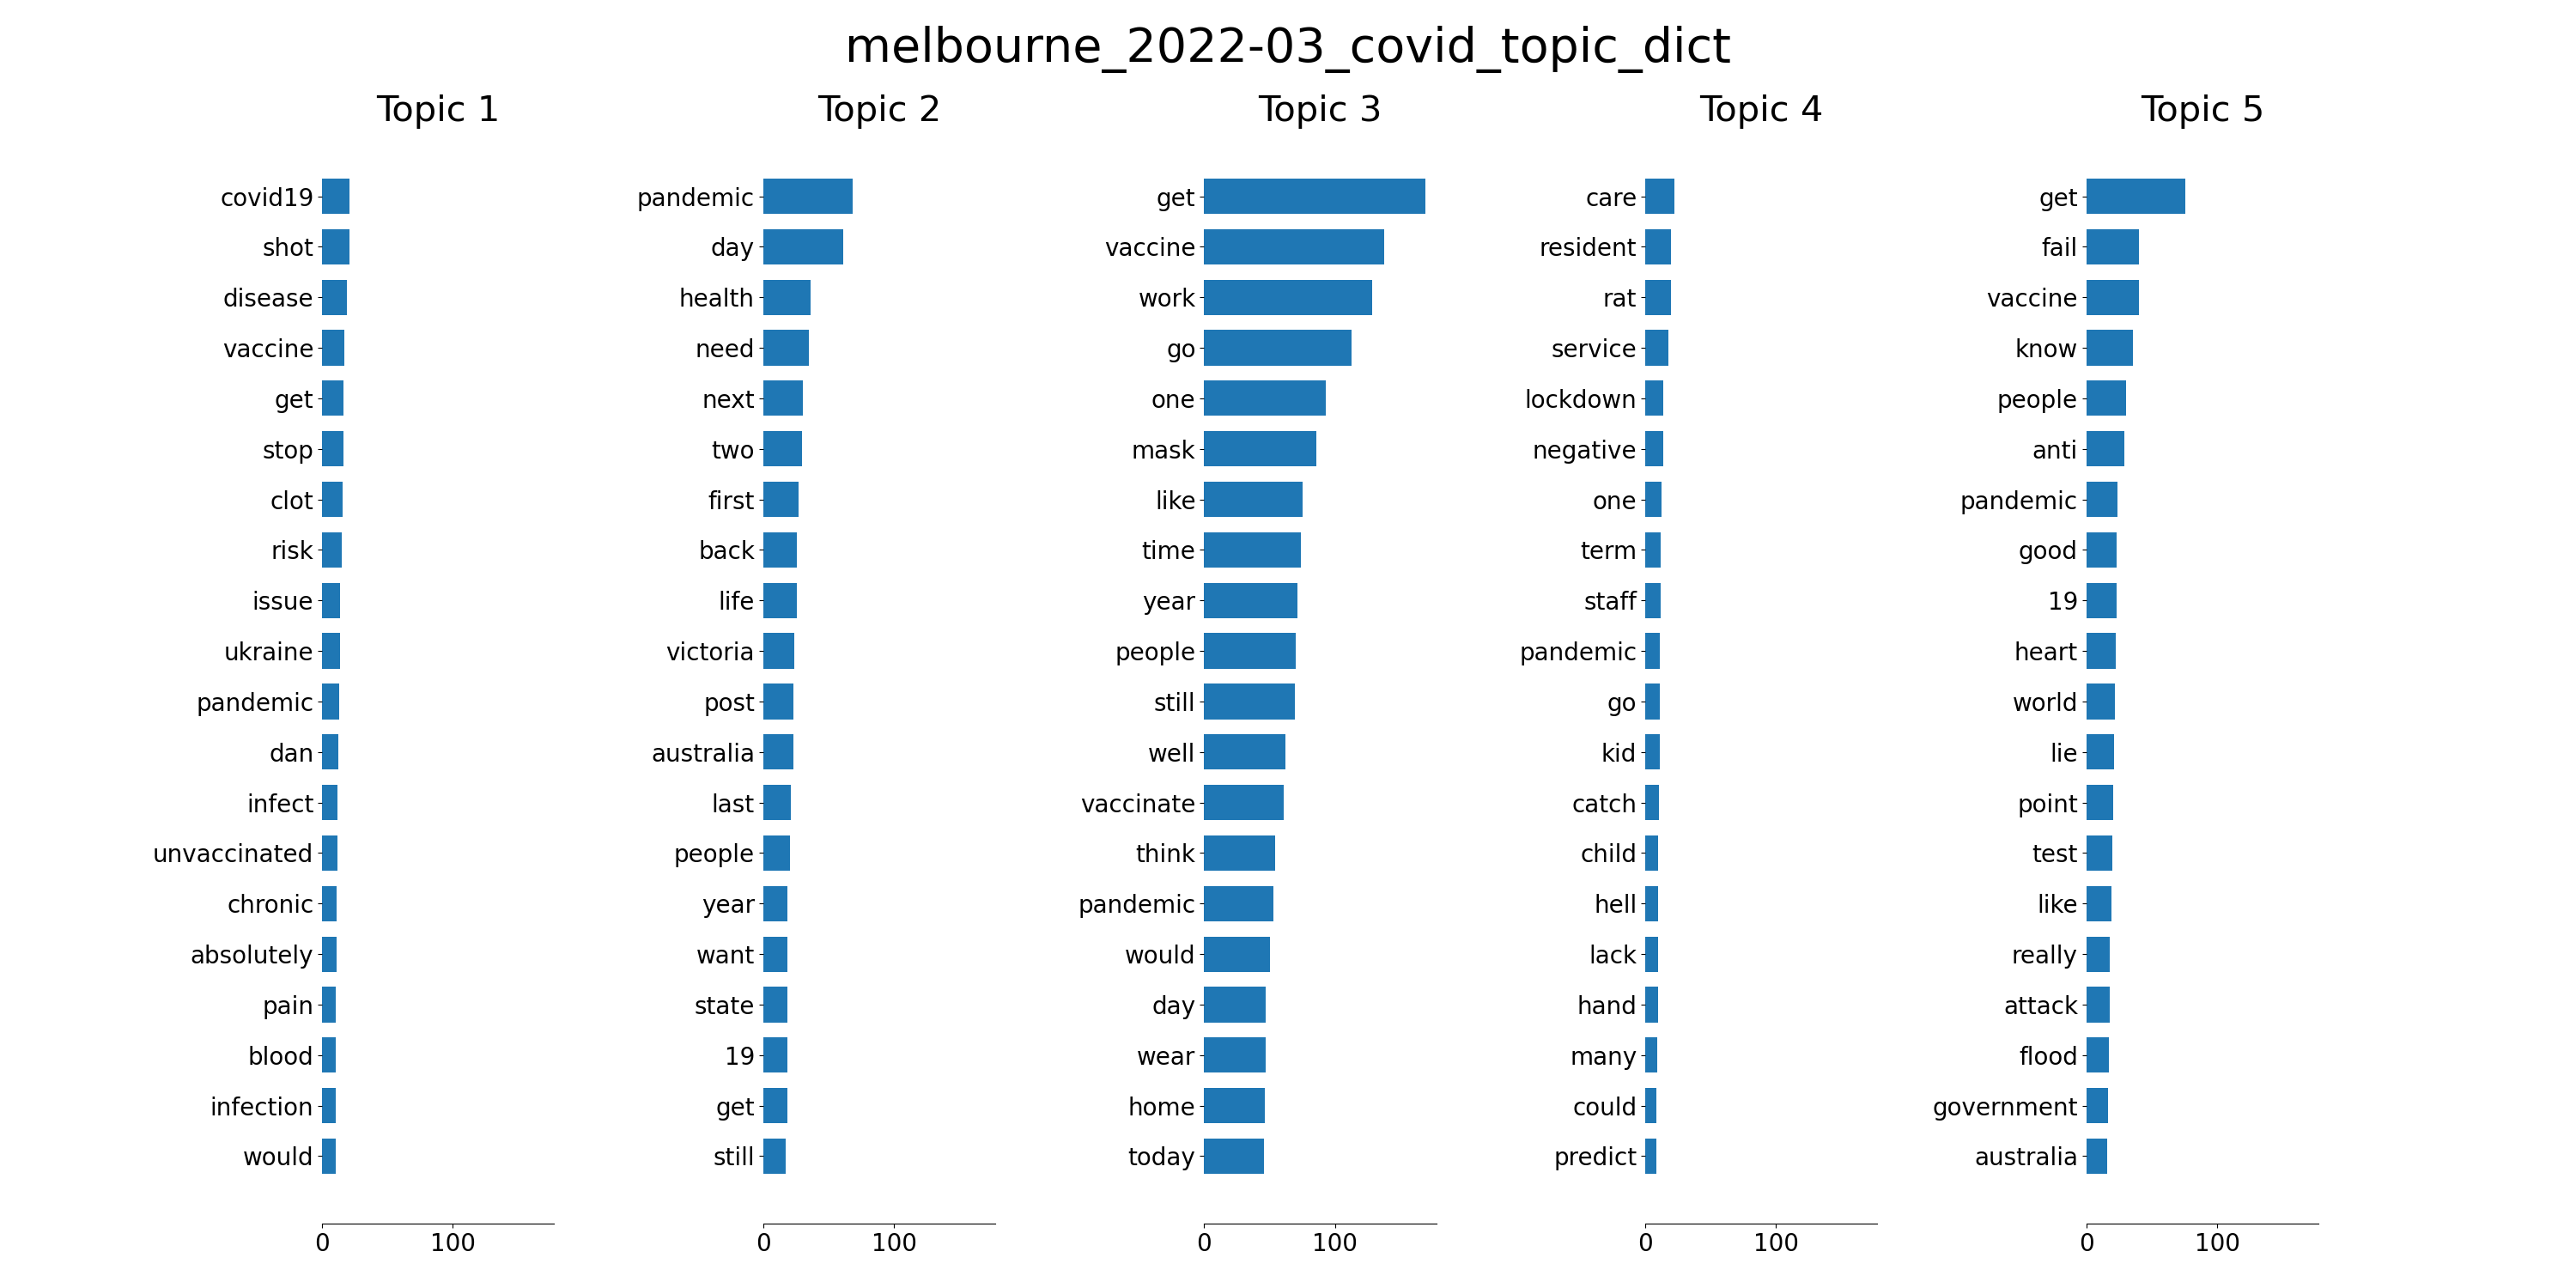 melbourne_2022-03_covid_topic_dict
Topic 1
covid19
shot
disease
vaccine
get
stop
clot
risk
issue
ukraine
pandemic
dan
infect
unvaccinated
chronic
absolutely
pain
blood
infection
would
0 100
Topic 2
pandemic
day
health
need
next
two
first
back
life
victoria
post
australia
last
people
year
want
state
19
get
still
0 100
Topic 3
get
vaccine
work
go
one
mask
like
time
year
people
still
well
vaccinate
think
pandemic
would
day
wear
home
today
0 100
Topic 4
care
resident
rat
service
lockdown
negative
one
term
staff
pandemic
go
kid
catch
child
hell
lack
hand
many
could
predict
0 100
Topic 5
get
fail
vaccine
know
people
anti
pandemic
good
19
heart
world
lie
point
test
like
really
attack
flood
government
australia
0 100